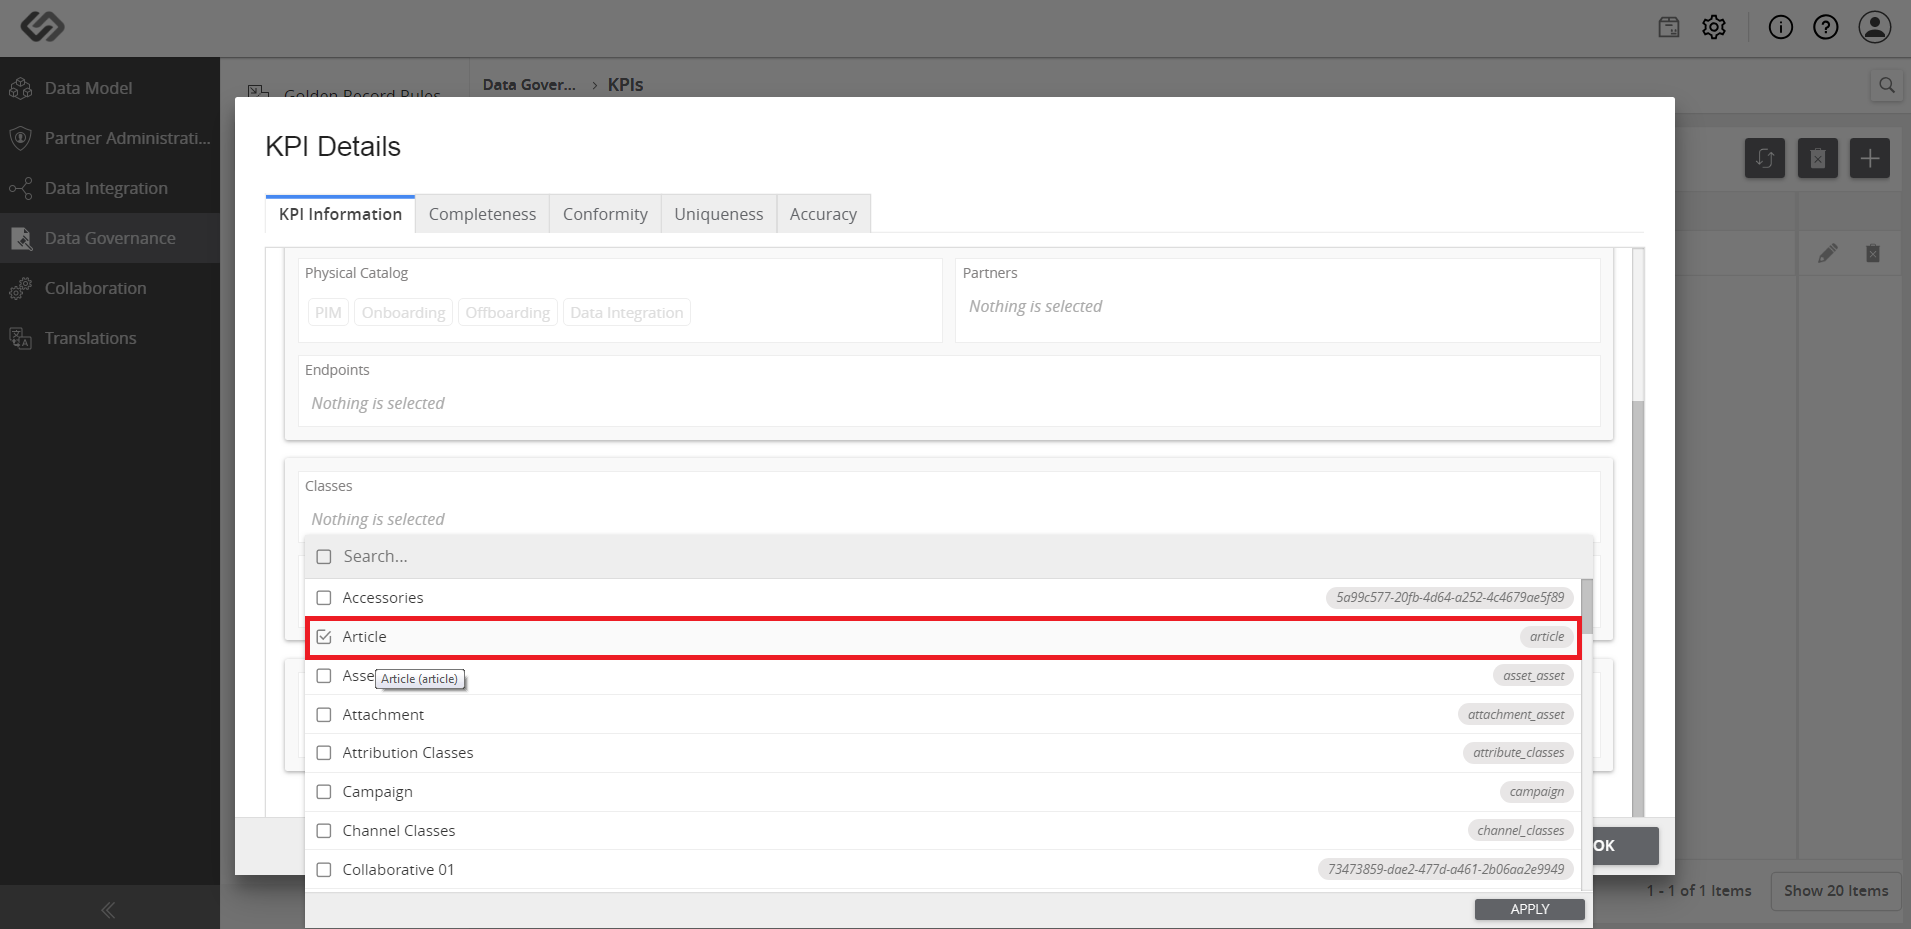 Data Model
Partner Administrati...
Data Integration
Data Governance
Collaboration
Translations
Golden Record Rules
Data Gover... › KPIs
KPI Details
KPI Information Completeness Conformity Uniqueness Accuracy
Physical Catalog
PIM Onboarding Offboarding Data Integration
Partners
Nothing is selected
Endpoints
Nothing is selected
Classes
Nothing is selected
Search...
Accessories 5a99c577-20fb-4d64-a252-4c4679ae5f89
Article article
Asse asset_asset
Article (article)
Attachment attachment_asset
Attribution Classes attribute_classes
Campaign campaign
Channel Classes channel_classes
Collaborative 01 73473859-dae2-477d-a461-2b06aa2e9949
APPLY
OK
1 - 1 of 1 Items Show 20 Items